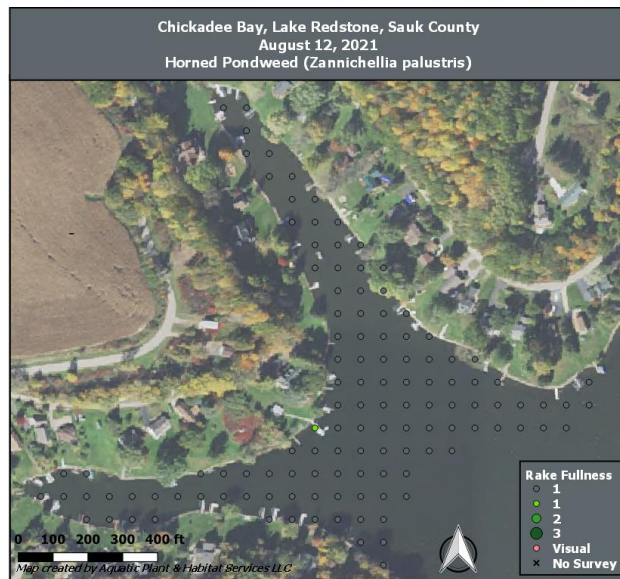 Chickadee Bay, Lake Redstone, Sauk County
August 12, 2021
Horned Pondweed (Zannichellia palustris)
Rake Fullness
1
1
2
3
Visual
No Survey
0 100 200 300 400 ft
Map created by Aquatic Plant & Habitat Services LLC